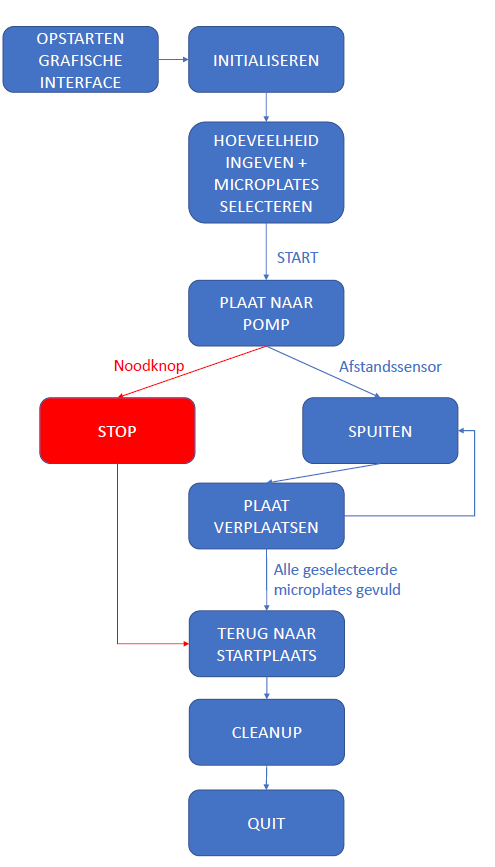 OPSTARTEN
GRAFISCHE
INTERFACE
INITIALISEREN
HOEVEELHEID
INGEVEN +
MICROPLATES
SELECTEREN
START
PLAAT NAAR
POMP
Noodknop
Afstandssensor
STOP
SPUITEN
PLAAT
VERPLAATSEN
Alle geselecteerde
microplates gevuld
TERUG NAAR
STARTPLAATS
CLEANUP
QUIT